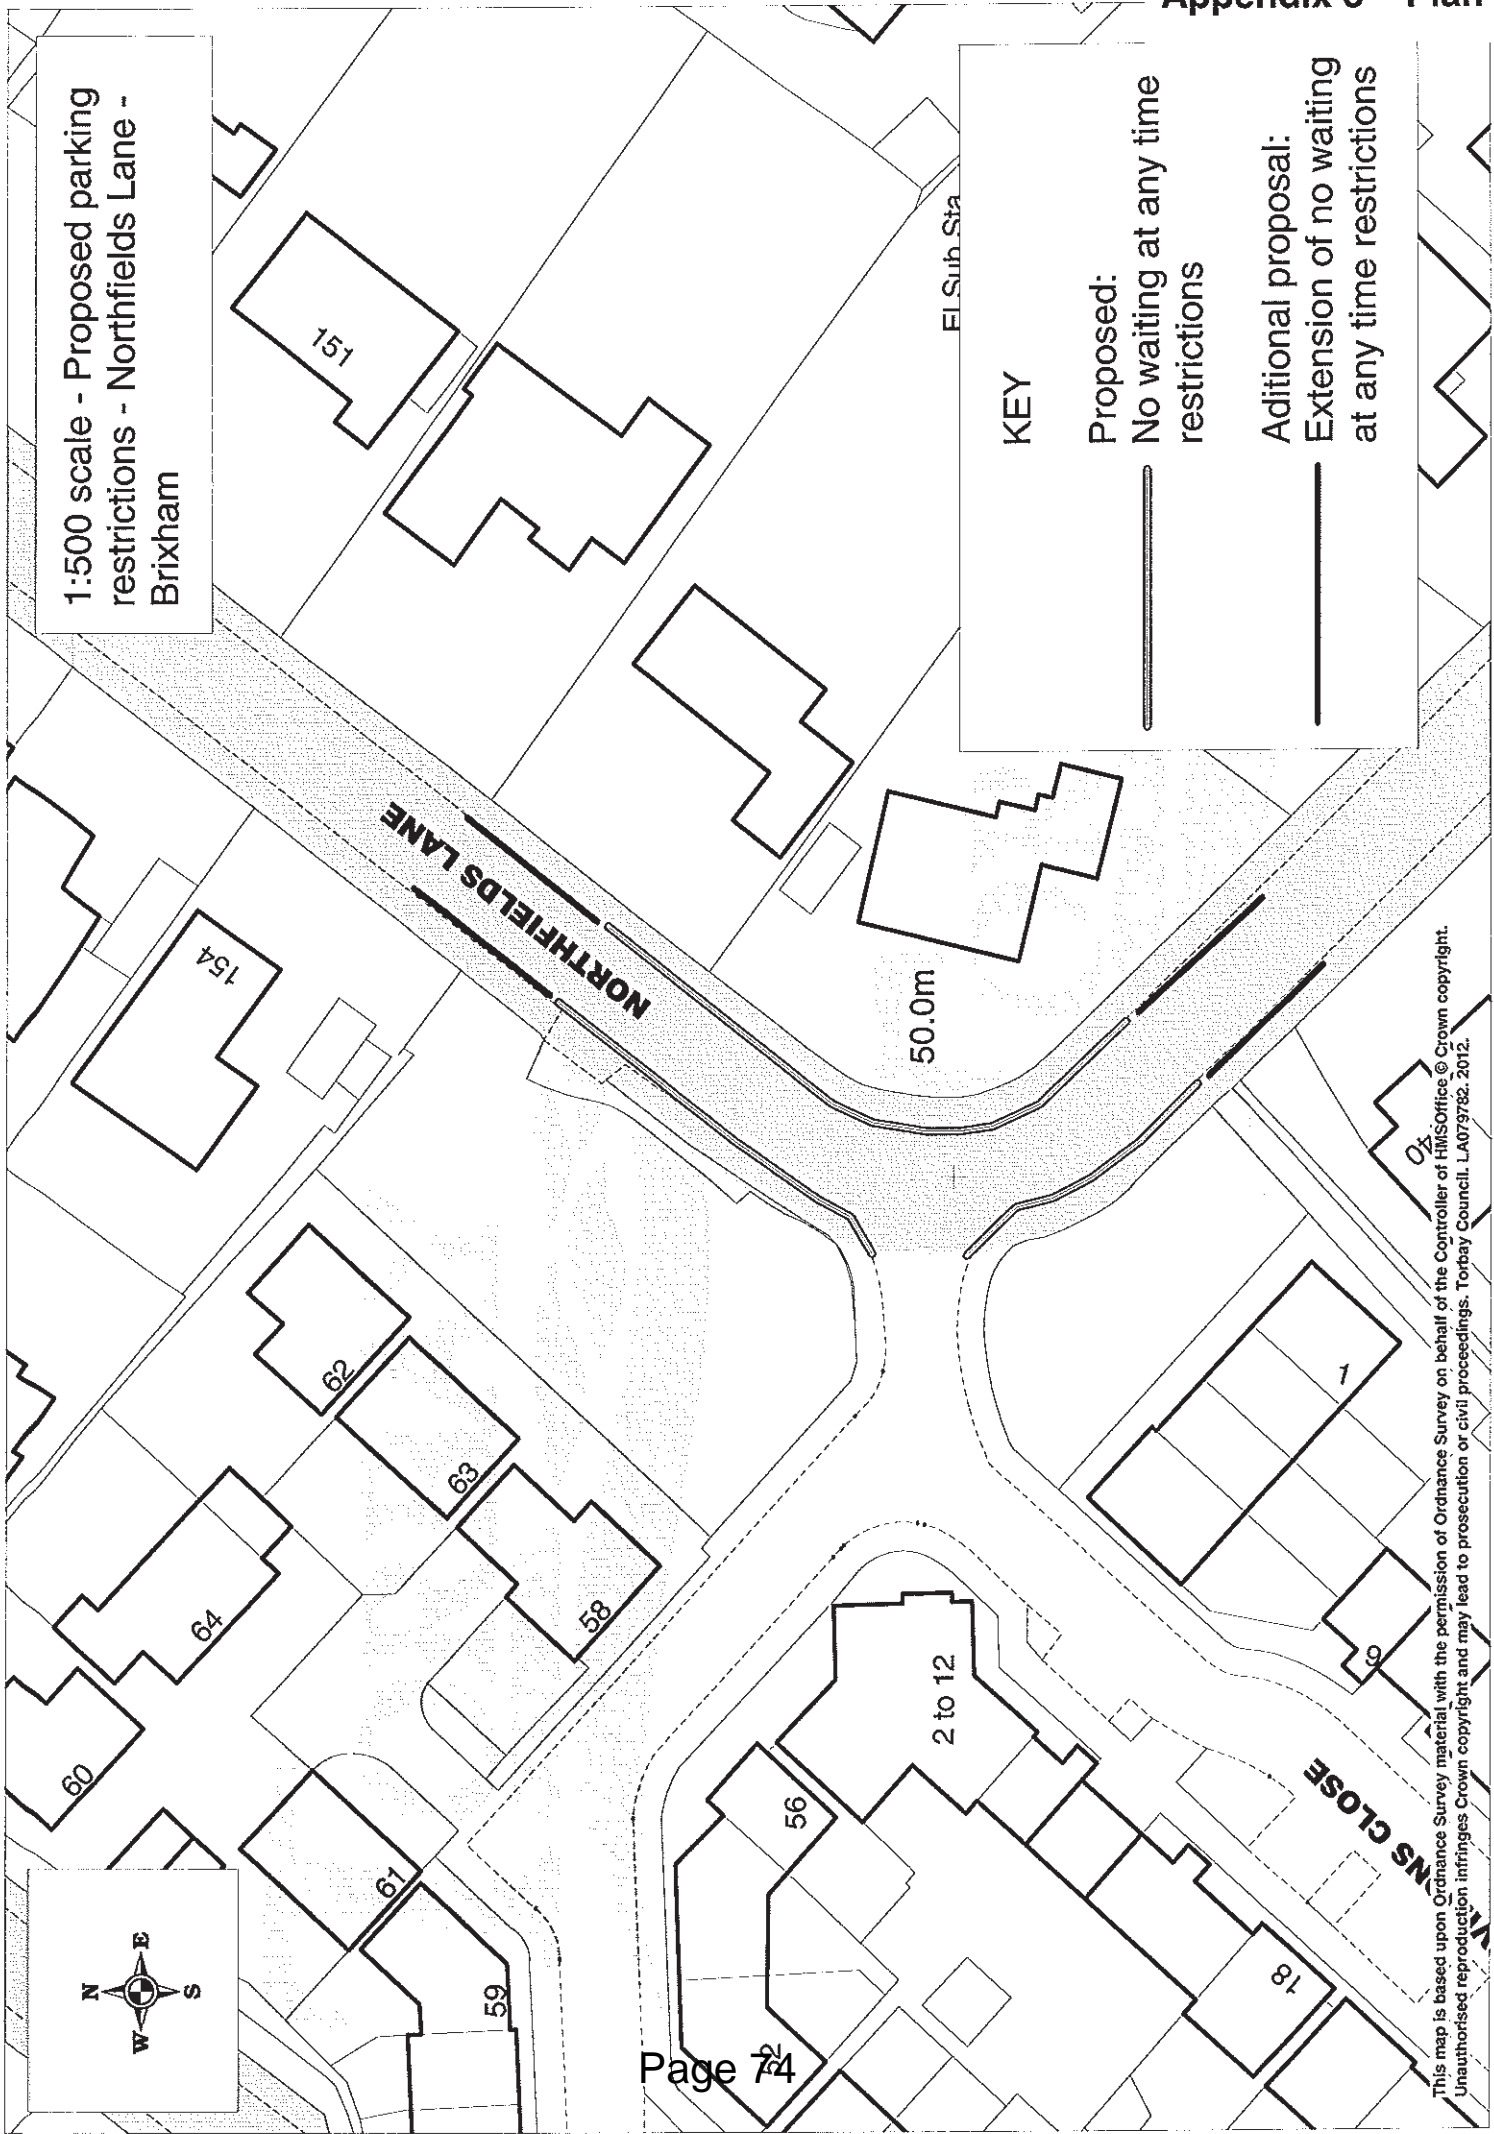 1:500 scale - Proposed parking
restrictions - Northfields Lane -
Brixham
151
154
NORTHFIELDS LANE
El Sub Sta
KEY
Proposed:
No waiting at any time
restrictions
Aditional proposal:
Extension of no waiting
at any time restrictions
50.0m
62
63
64
58
60
61
59
56
52
2 to 12
1
9
18
40
CLOSE
N
E
S
W
This map is based upon Ordnance Survey material with the permission of Ordnance Survey on behalf of the Controller of HMSOffice © Crown copyright.
Unauthorised reproduction infringes Crown copyright and may lead to prosecution or civil proceedings. Torbay Council. LA079782. 2012.
Page 74